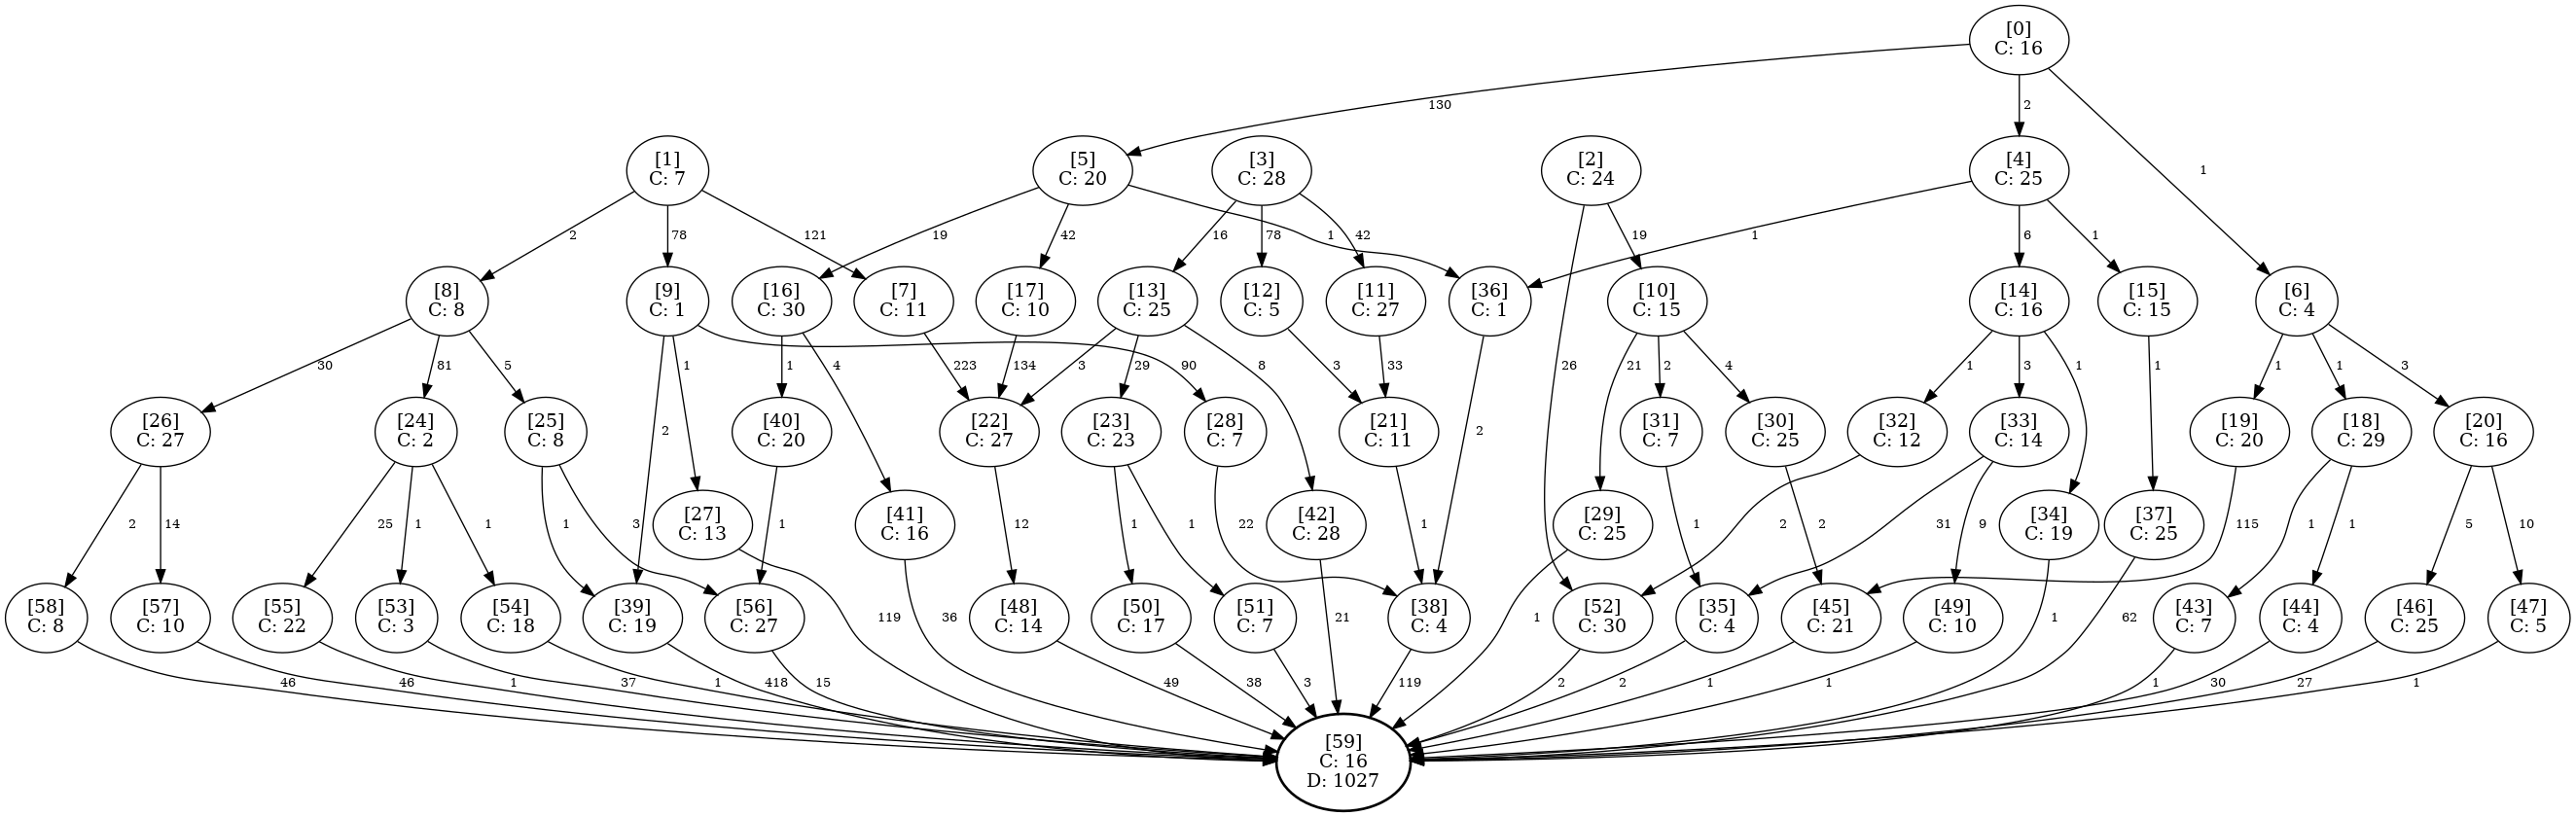 [0]
C: 16
130
2
1
[1]
C: 7
[5]
C: 20
[3]
C: 28
[2]
C: 24
[4]
C: 25
2
78
121
19
42
1
16
78
42
26
19
1
6
1
[8]
C: 8
[9]
C: 1
[16]
C: 30
[7]
C: 11
[17]
C: 10
[13]
C: 25
[12]
C: 5
[11]
C: 27
[36]
C: 1
[10]
C: 15
[14]
C: 16
[15]
C: 15
[6]
C: 4
30
81
5
2
1
90
1
4
223
134
3
29
8
3
33
2
21
2
4
1
3
1
1
1
1
3
[26]
C: 27
[24]
C: 2
[25]
C: 8
[40]
C: 20
[22]
C: 27
[23]
C: 23
[28]
C: 7
[21]
C: 11
[31]
C: 7
[30]
C: 25
[32]
C: 12
[33]
C: 14
[19]
C: 20
[18]
C: 29
[20]
C: 16
2
14
25
1
1
1
3
[27]
C: 13
1
[41]
C: 16
12
1
1
22
[42]
C: 28
1
[29]
C: 25
1
2
2
31
9
[34]
C: 19
[37]
C: 25
115
1
1
5
10
[58]
C: 8
[57]
C: 10
[55]
C: 22
[53]
C: 3
[54]
C: 18
[39]
C: 19
[56]
C: 27
119
36
[48]
C: 14
[50]
C: 17
[51]
C: 7
21
[38]
C: 4
1
[52]
C: 30
[35]
C: 4
[45]
C: 21
[49]
C: 10
1
62
[43]
C: 7
[44]
C: 4
[46]
C: 25
[47]
C: 5
46
46
1
37
1
418
15
49
38
3
119
2
2
1
1
1
30
27
1
[59]
C: 16
D: 1027